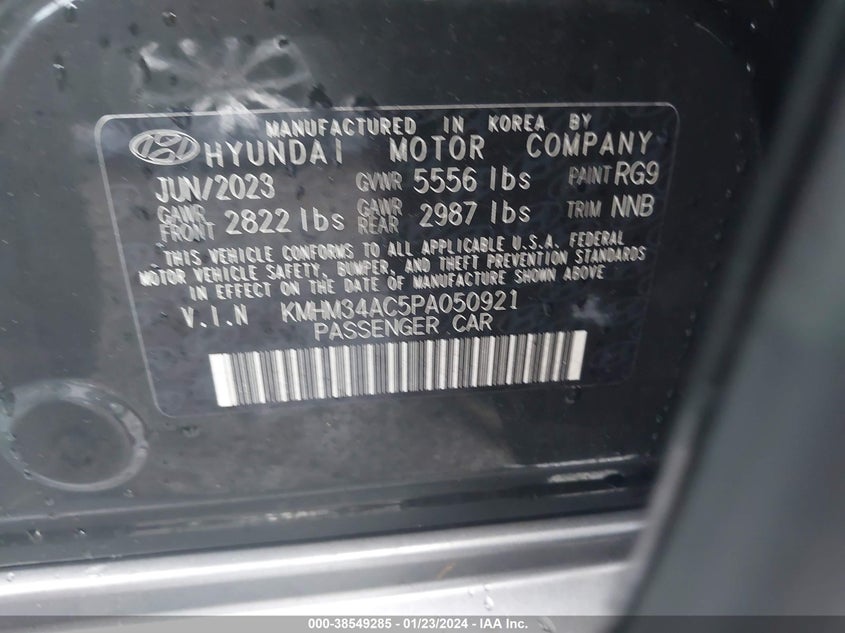 MANUFACTURED IN KOREA BY
HYUNDAI MOTOR COMPANY
JUN/2023 GVWR 5556 lbs PAINT RG9
GAWR FRONT 2822 lbs GAWR REAR 2987 lbs TRIM NNB
THIS VEHICLE CONFORMS TO ALL APPLICABLE U.S.A. FEDERAL
MOTOR VEHICLE SAFETY, BUMPER, AND THEFT PREVENTION STANDARDS
IN EFFECT ON THE DATE OF MANUFACTURE SHOWN ABOVE
V.I.N KMHM34AC5PA050921
PASSENGER CAR
000-38549285 - 01/23/2024 - IAA Inc.